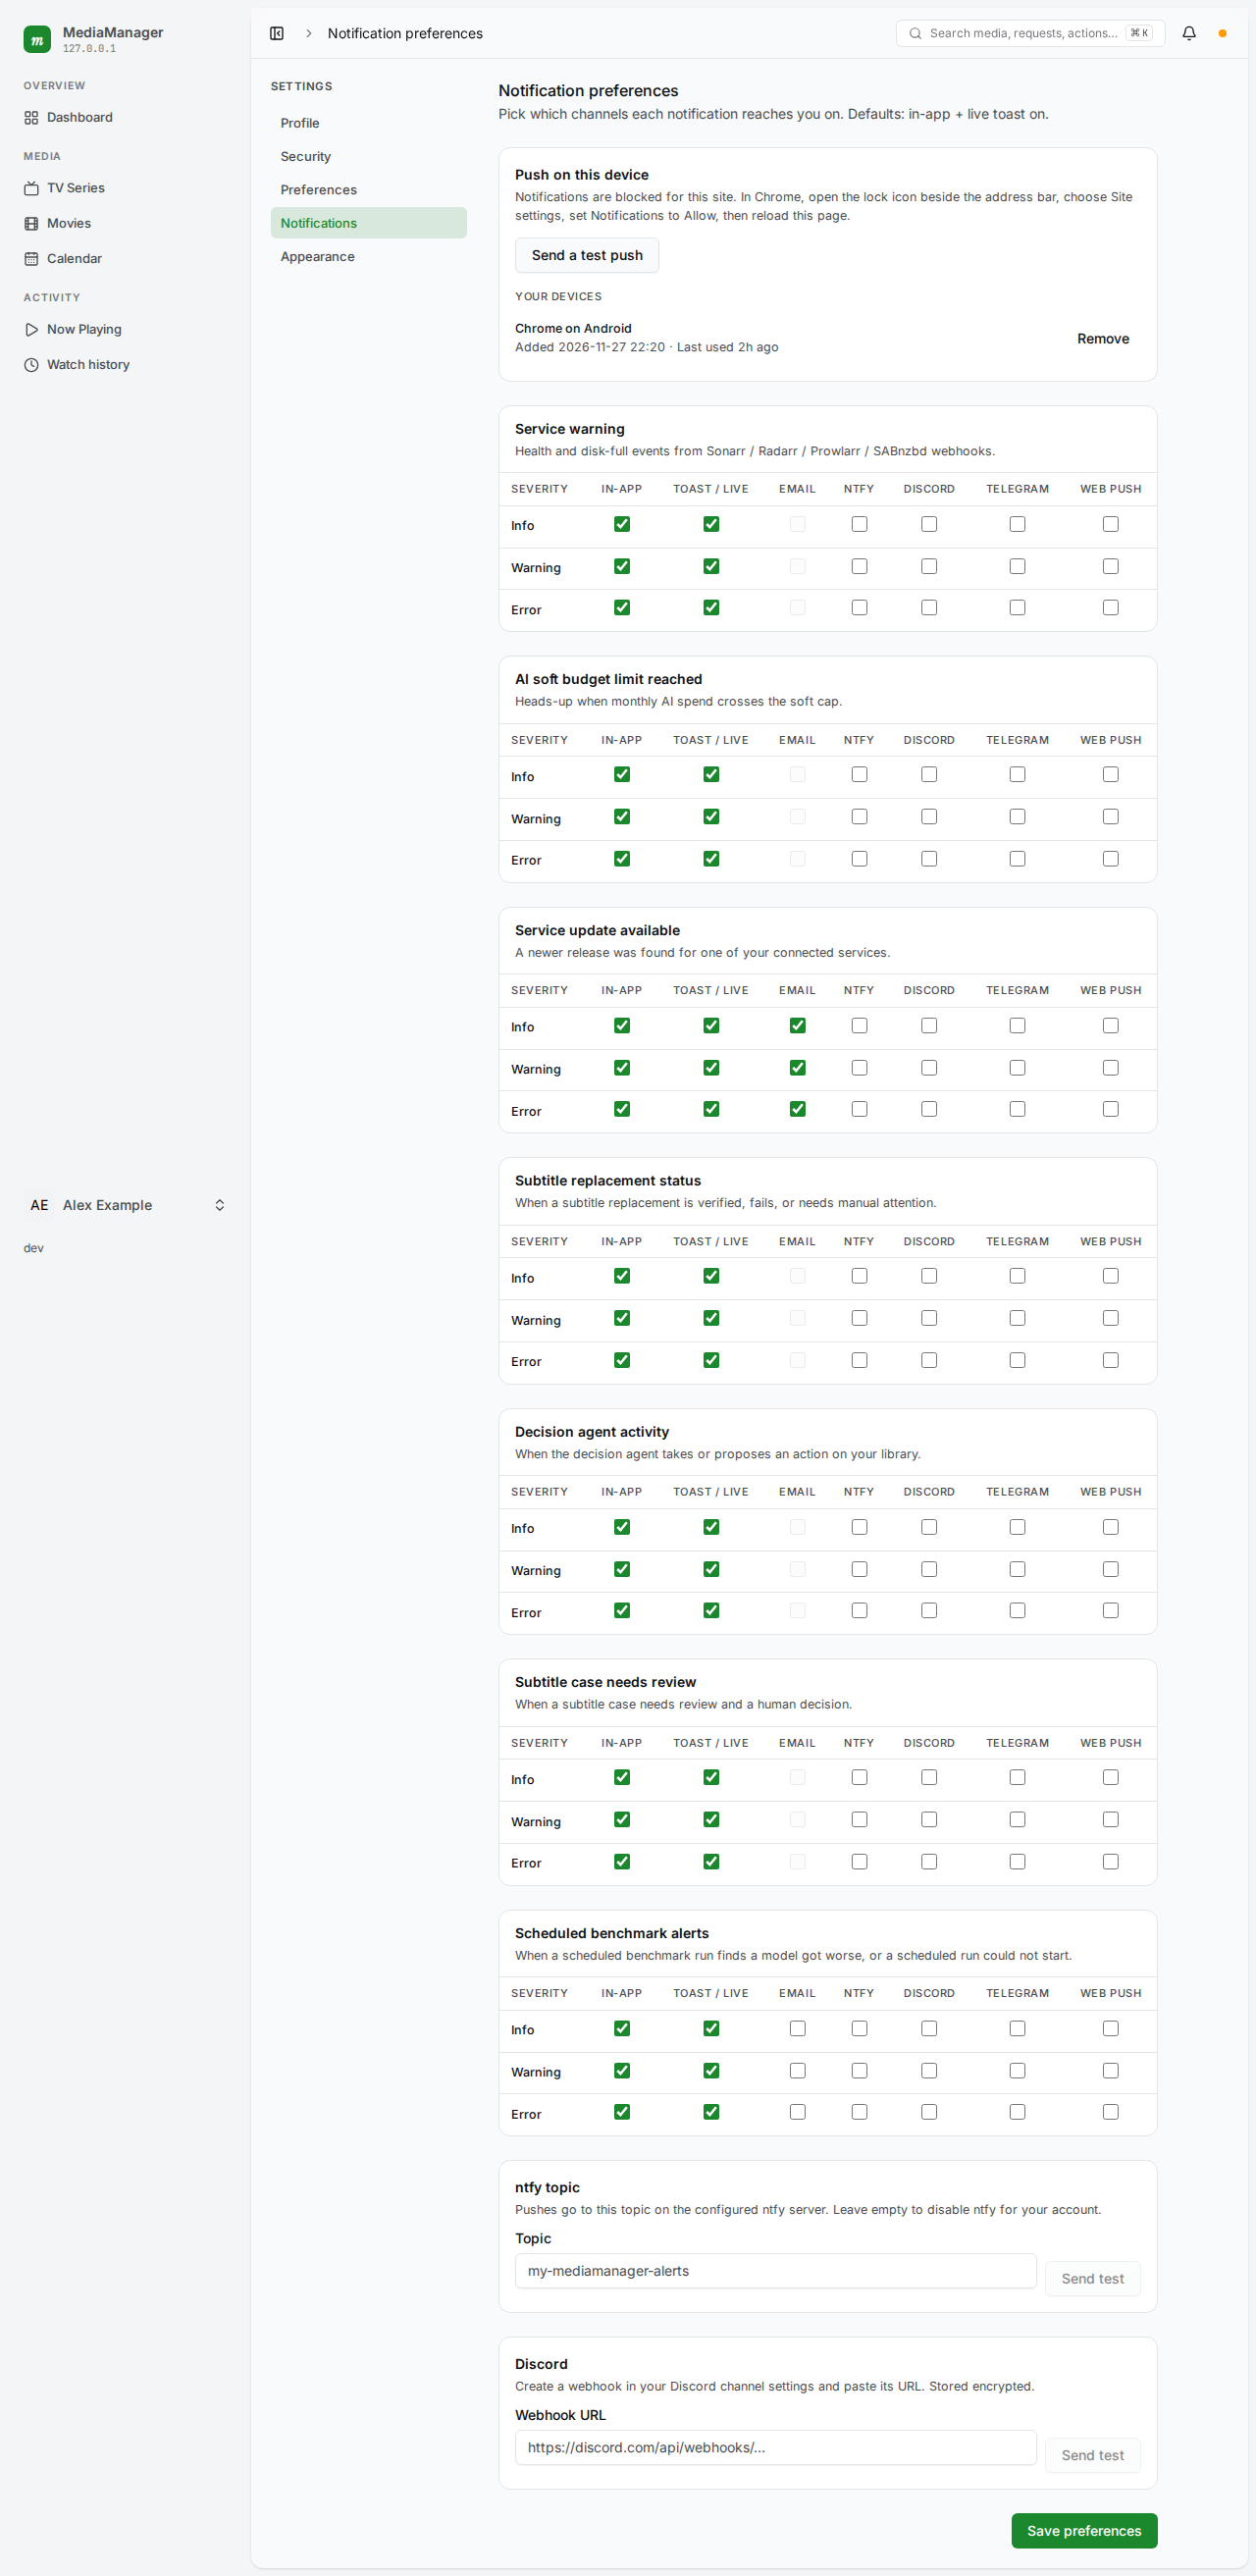 MediaManager
127.0.0.1
OVERVIEW
Dashboard
MEDIA
TV Series
Movies
Calendar
ACTIVITY
Now Playing
Watch history
AE Alex Example
dev
Notification preferences
Search media, requests, actions... ⌘K
SETTINGS
Profile
Security
Preferences
Notifications
Appearance
Notification preferences
Pick which channels each notification reaches you on. Defaults: in-app + live toast on.
Push on this device
Notifications are blocked for this site. In Chrome, open the lock icon beside the address bar, choose Site
settings, set Notifications to Allow, then reload this page.
Send a test push
YOUR DEVICES
Chrome on Android
Added 2026-11-27 22:20 · Last used 2h ago
Remove
Service warning
Health and disk-full events from Sonarr / Radarr / Prowlarr / SABnzbd webhooks.
SEVERITY IN-APP TOAST / LIVE EMAIL NTFY DISCORD TELEGRAM WEB PUSH
Info
Warning
Error
AI soft budget limit reached
Heads-up when monthly AI spend crosses the soft cap.
SEVERITY IN-APP TOAST / LIVE EMAIL NTFY DISCORD TELEGRAM WEB PUSH
Info
Warning
Error
Service update available
A newer release was found for one of your connected services.
SEVERITY IN-APP TOAST / LIVE EMAIL NTFY DISCORD TELEGRAM WEB PUSH
Info
Warning
Error
Subtitle replacement status
When a subtitle replacement is verified, fails, or needs manual attention.
SEVERITY IN-APP TOAST / LIVE EMAIL NTFY DISCORD TELEGRAM WEB PUSH
Info
Warning
Error
Decision agent activity
When the decision agent takes or proposes an action on your library.
SEVERITY IN-APP TOAST / LIVE EMAIL NTFY DISCORD TELEGRAM WEB PUSH
Info
Warning
Error
Subtitle case needs review
When a subtitle case needs review and a human decision.
SEVERITY IN-APP TOAST / LIVE EMAIL NTFY DISCORD TELEGRAM WEB PUSH
Info
Warning
Error
Scheduled benchmark alerts
When a scheduled benchmark run finds a model got worse, or a scheduled run could not start.
SEVERITY IN-APP TOAST / LIVE EMAIL NTFY DISCORD TELEGRAM WEB PUSH
Info
Warning
Error
ntfy topic
Pushes go to this topic on the configured ntfy server. Leave empty to disable ntfy for your account.
Topic
my-mediamanager-alerts
Send test
Discord
Create a webhook in your Discord channel settings and paste its URL. Stored encrypted.
Webhook URL
https://discord.com/api/webhooks/...
Send test
Save preferences